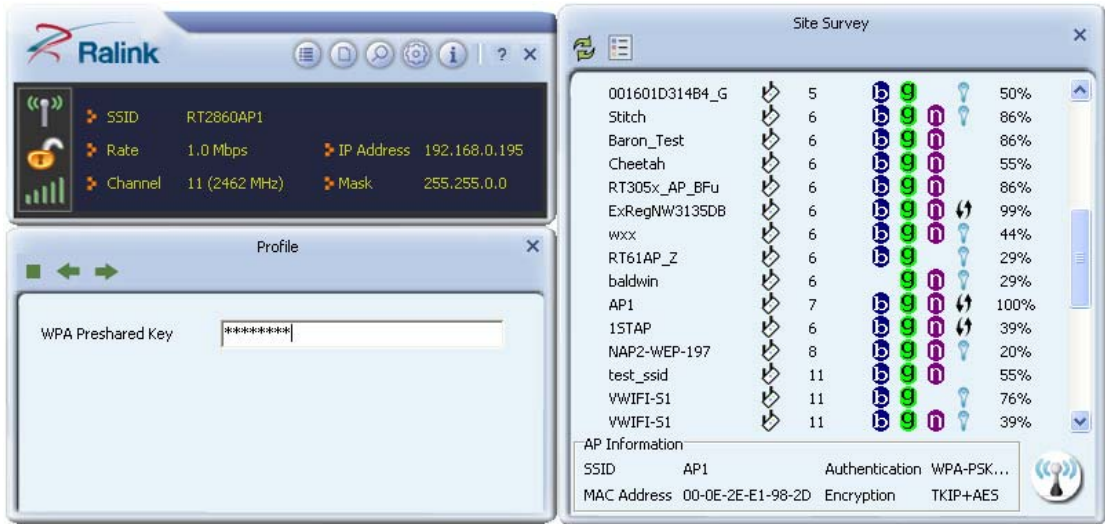 Ralink
? ×
SSID RT2860AP1
Rate 1.0 Mbps IP Address 192.168.0.195
Channel 11 (2462 MHz) Mask 255.255.0.0
Profile
WPA Preshared Key ********
Site Survey
001601D314B4_G 5 b g 50%
Stitch 6 b g n 86%
Baron_Test 6 b g n 86%
Cheetah 6 b g n 55%
RT305x_AP_BFu 6 b g n 86%
ExRegNW3135DB 6 b g n 99%
wxx 6 b g n 44%
RT61AP_Z 6 b g 29%
baldwin 6 g n 29%
AP1 7 b g n 100%
1STAP 6 b g n 39%
NAP2-WEP-197 8 b g n 20%
test_ssid 11 b g n 55%
VWIFI-S1 11 b g 76%
VWIFI-S1 11 b g n 39%
AP Information
SSID AP1 Authentication WPA-PSK...
MAC Address 00-0E-2E-E1-98-2D Encryption TKIP+AES